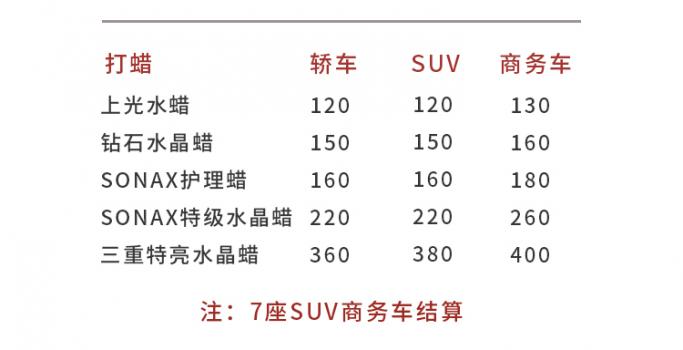 打蜡 轿车 SUV 商务车
上光水蜡 120 120 130
钻石水晶蜡 150 150 160
SONAX护理蜡 160 160 180
SONAX特级水晶蜡 220 220 260
三重特亮水晶蜡 360 380 400
注：7座SUV商务车结算